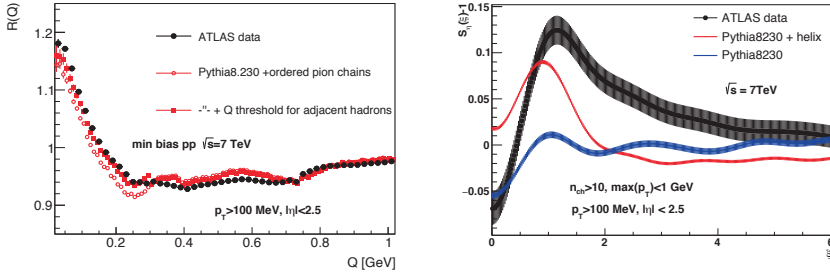 R(Q)
1.2
1.1
1
0.9
ATLAS data
Pythia8.230 +ordered pion chains
-"- + Q threshold for adjacent hadrons
min bias pp √s=7 TeV
p_T>100 MeV, |η|<2.5
0.2 0.4 0.6 0.8 1
Q [GeV]
S_η(ξ)-1
0.15
0.1
0.05
0
−0.05
ATLAS data
Pythia8230 + helix
Pythia8230
√s = 7TeV
n_ch>10, max(p_T)<1 GeV
p_T>100 MeV, |η| < 2.5
0 2 4 6
ξ